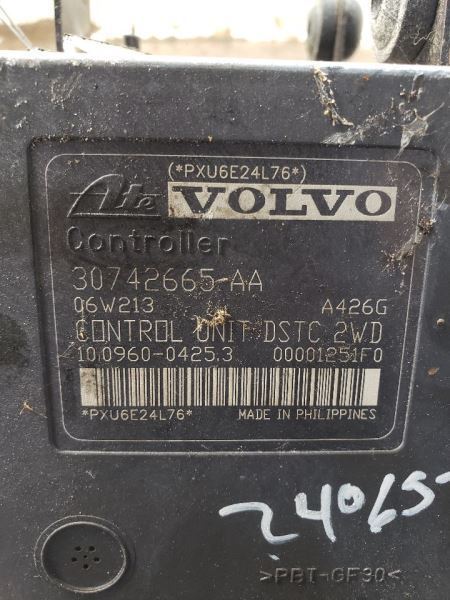 (*PXU6E24L76*)
Ate VOLVO
Controller
30742665-AA
06W213 A426G
CONTROL UNIT DSTC 2WD
10.0960-0425.3 00001251F0
*PXU6E24L76* MADE IN PHILIPPINES
24065-
>PBT-GF30<